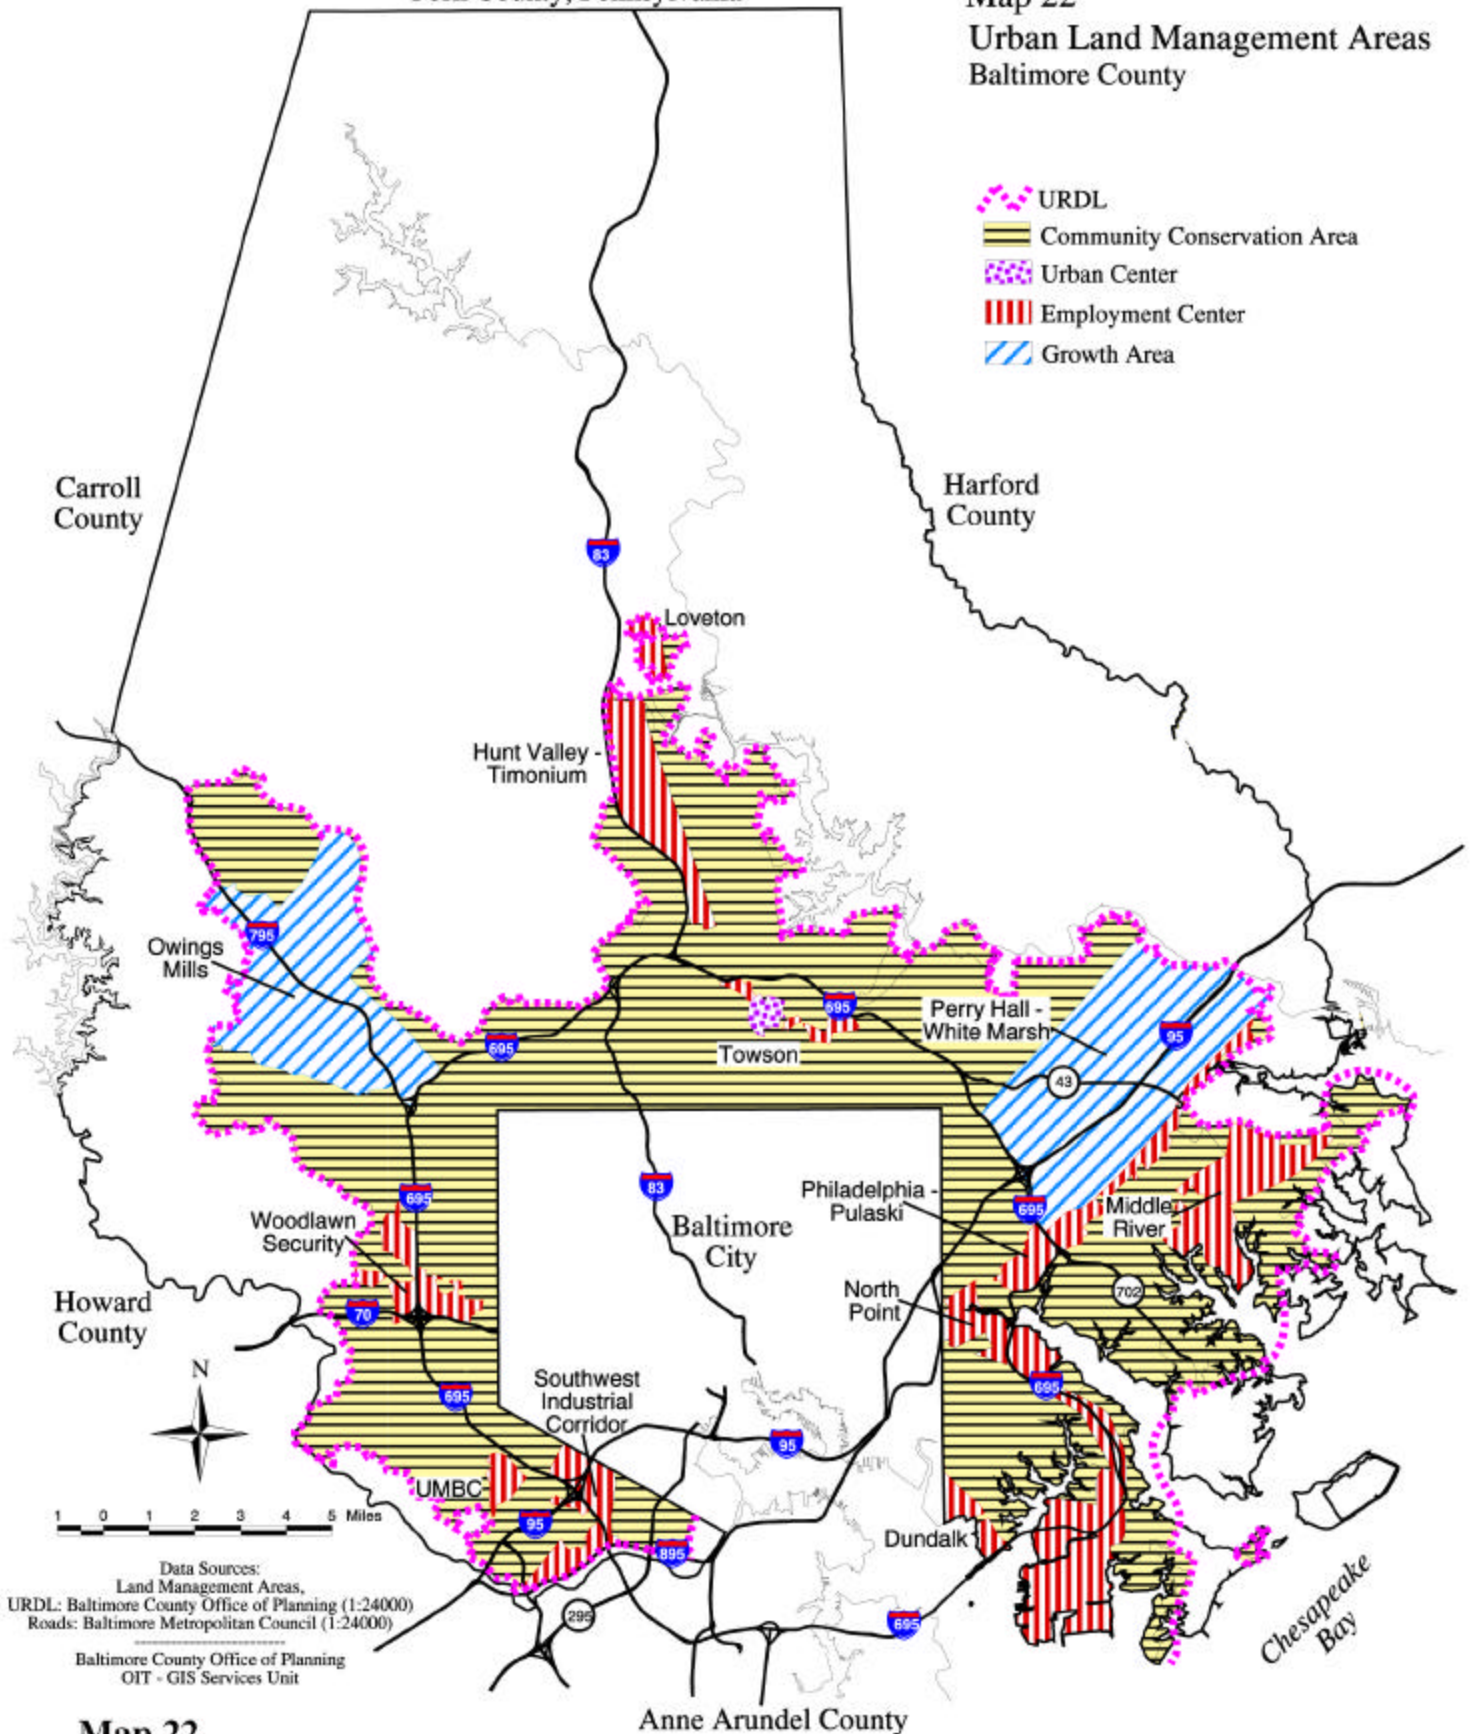 York County, Pennsylvania
Map 22
Urban Land Management Areas
Baltimore County
URDL
Community Conservation Area
Urban Center
Employment Center
Growth Area
Carroll
County
Harford
County
83
Loveton
Hunt Valley -
Timonium
795
Owings
Mills
695
695
Towson
Perry Hall -
White Marsh
95
43
695
83
Baltimore
City
Philadelphia -
Pulaski
695
Middle
River
Woodlawn
Security
702
North
Point
Howard
County
70
695
695
N
Southwest
Industrial
Corridor
95
UMBC
95
895
Dundalk
295
695
1 0 1 2 3 4 5 Miles
Data Sources:
Land Management Areas,
URDL: Baltimore County Office of Planning (1:24000)
Roads: Baltimore Metropolitan Council (1:24000)
-------------------------
Baltimore County Office of Planning
OIT - GIS Services Unit
Chesapeake
Bay
Anne Arundel County
Map 22